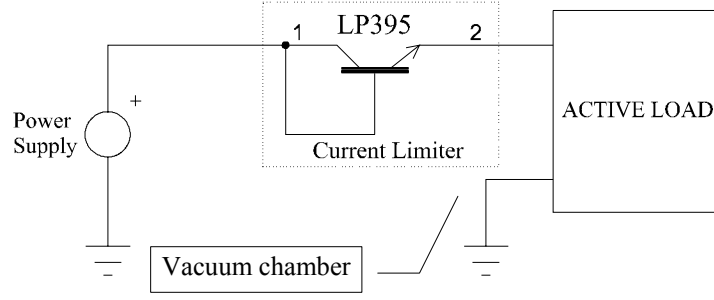 LP395
1
2
+
Power
Supply
Current Limiter
ACTIVE LOAD
Vacuum chamber